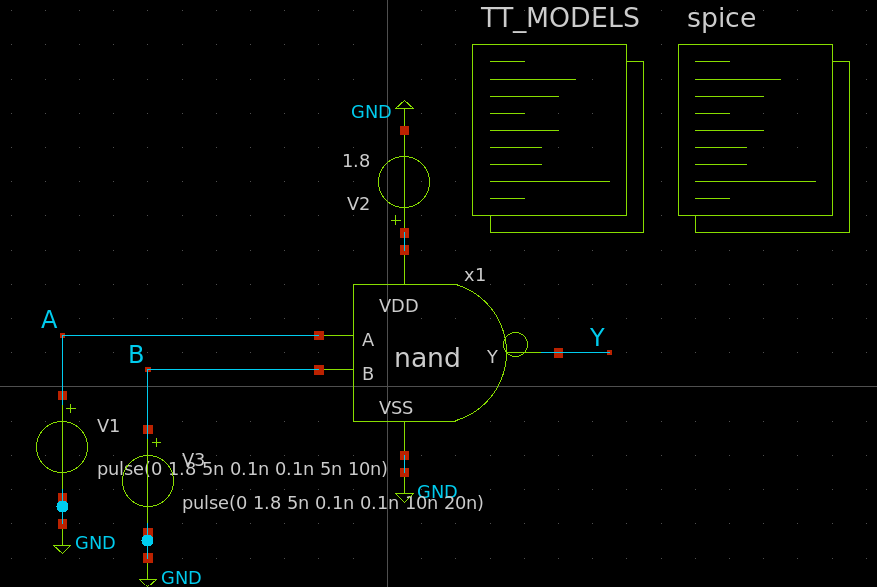 TT_MODELS
spice
GND
1.8
V2
x1
VDD
A
A
Y
B
nand
Y
B
VSS
V1
V3
pulse(0 1.8 5n 0.1n 0.1n 5n 10n)
GND
pulse(0 1.8 5n 0.1n 0.1n 10n 20n)
GND
GND